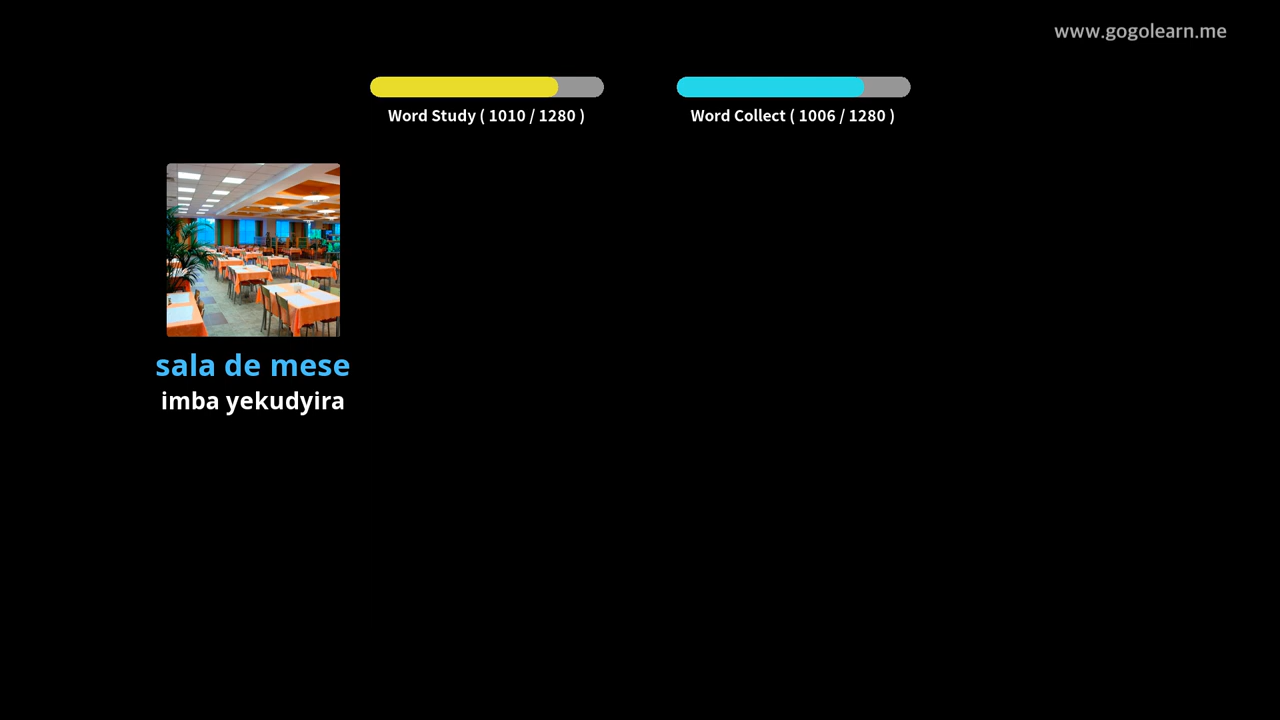 www.gogolearn.me
Word Study ( 1010 / 1280 )
Word Collect ( 1006 / 1280 )
sala de mese
imba yekudyira